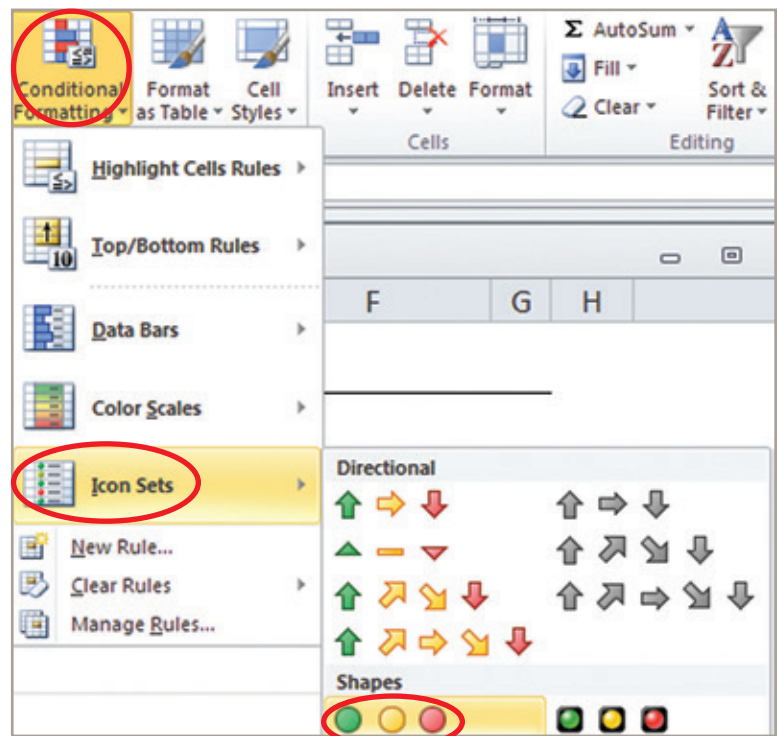 Conditional Formatting
Format as Table
Cell Styles
Insert
Delete
Format
Cells
Σ AutoSum
Fill
Clear
Sort & Filter
Editing
A
Z
Highlight Cells Rules
Top/Bottom Rules
10
Data Bars
Color Scales
Icon Sets
New Rule...
Clear Rules
Manage Rules...
F G H
Directional
Shapes